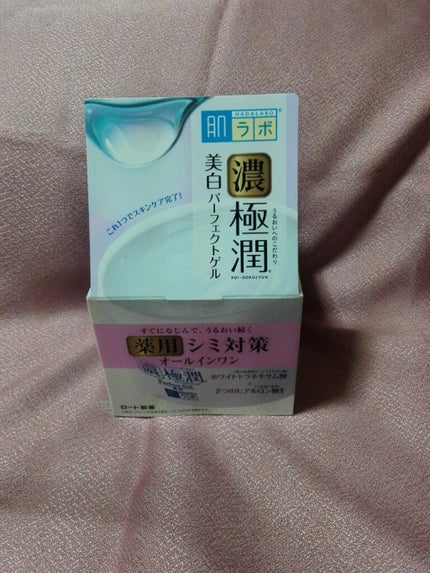 HADALABO
肌ラボ®
濃極潤®
KOI-GOKUJYUN
うるおいへのこだわり
美白パーフェクトゲル
これ1つでスキンケア完了!
すぐになじんで、うるおい続く
薬用シミ対策
オールインワン
濃極潤
ホワイトトラネキサム酸
+
2つのヒアルロン酸
ロート製薬